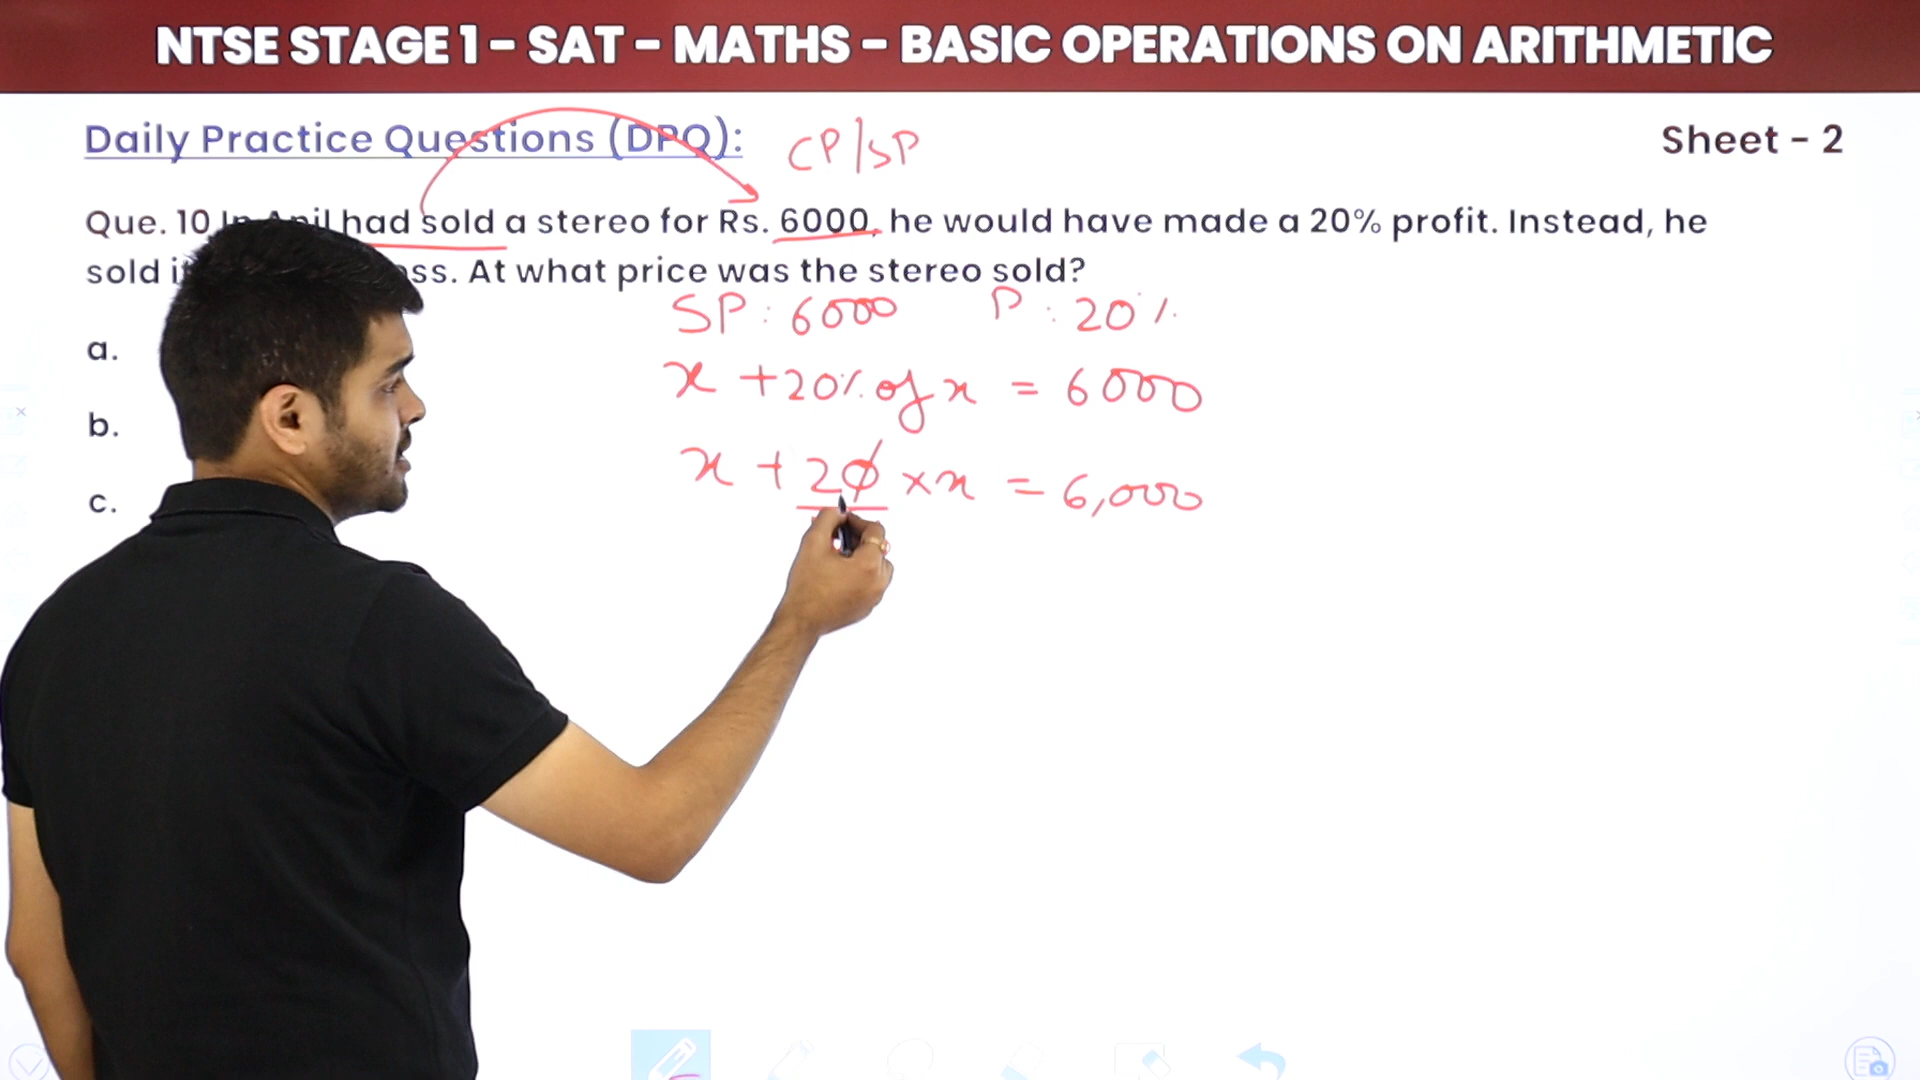 NTSE STAGE 1 - SAT - MATHS - BASIC OPERATIONS ON ARITHMETIC
Daily Practice Questions (DPQ):
CP/SP
Sheet - 2
Que. 10 had sold a stereo for Rs. 6000, he would have made a 20% profit. Instead, he
sold ss. At what price was the stereo sold?
SP : 6000 P : 20%
a.
x + 20% of x = 6000
b.
x + 20 × x = 6,000
c.